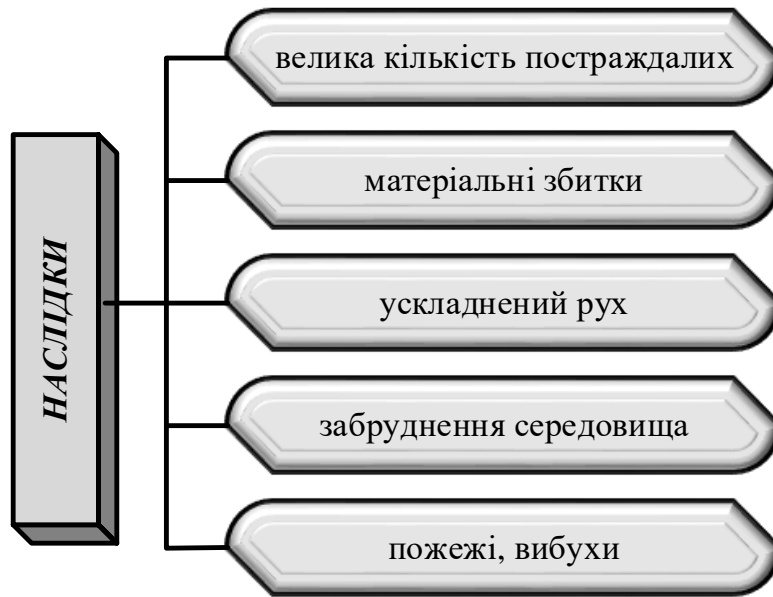 НАСЛІДКИ
велика кількість постраждалих
матеріальні збитки
ускладнений рух
забруднення середовища
пожежі, вибухи